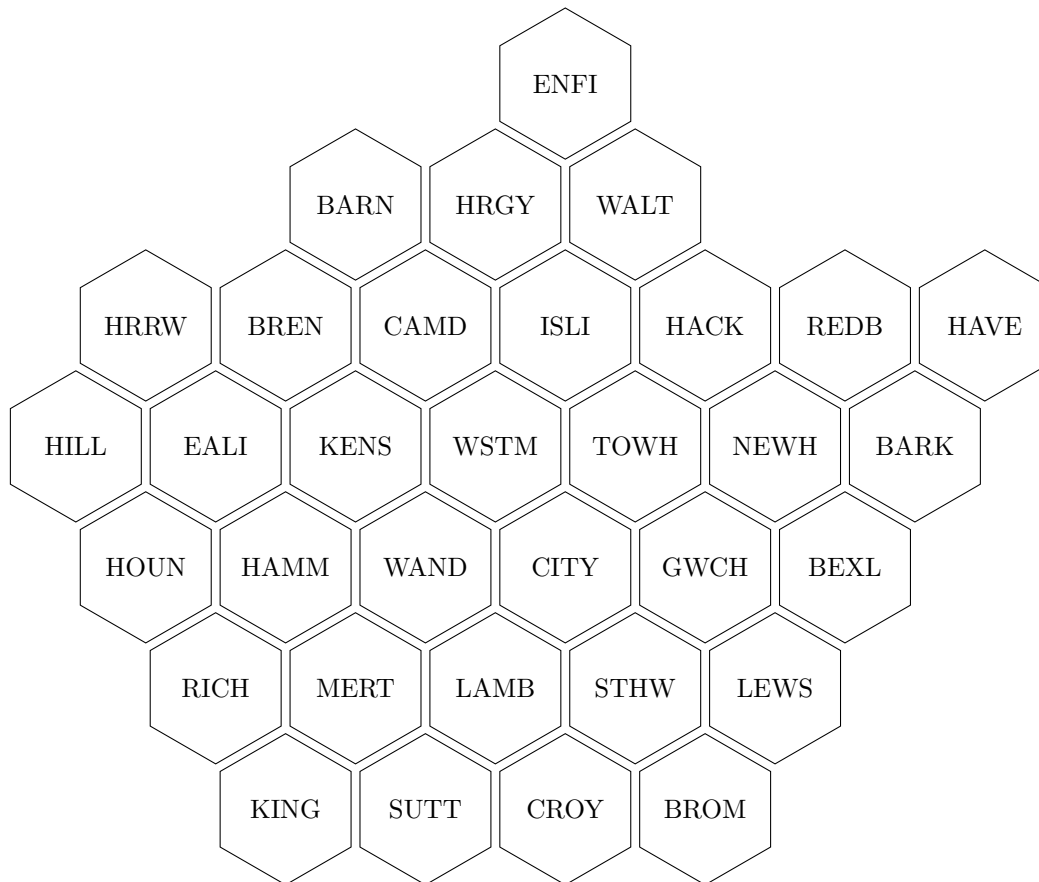 ENFI
BARN HRGY WALT
HRRW BREN CAMD ISLI HACK REDB HAVE
HILL EALI KENS WSTM TOWH NEWH BARK
HOUN HAMM WAND CITY GWCH BEXL
RICH MERT LAMB STHW LEWS
KING SUTT CROY BROM